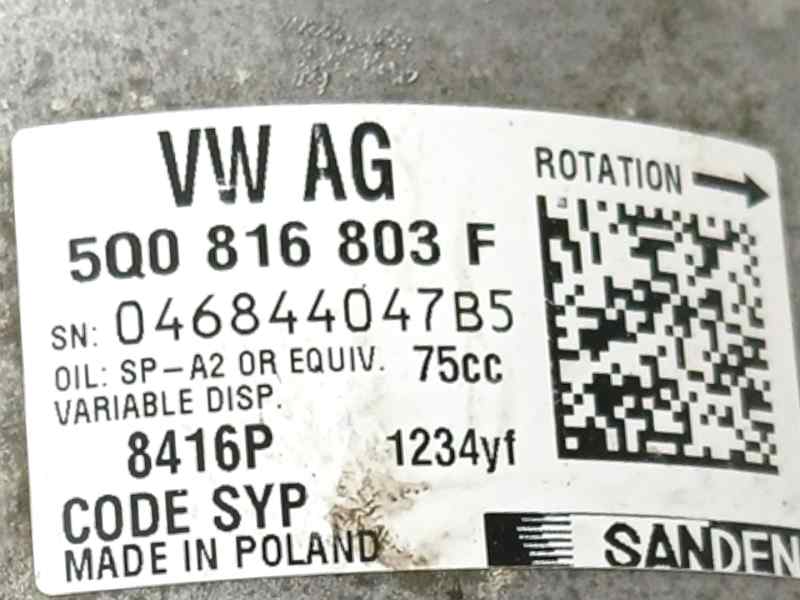 VW AG
ROTATION
5Q0 816 803 F
SN: 046844047B5
OIL: SP-A2 OR EQUIV. 75cc
VARIABLE DISP.
8416P 1234yf
CODE SYP
MADE IN POLAND
SANDEN